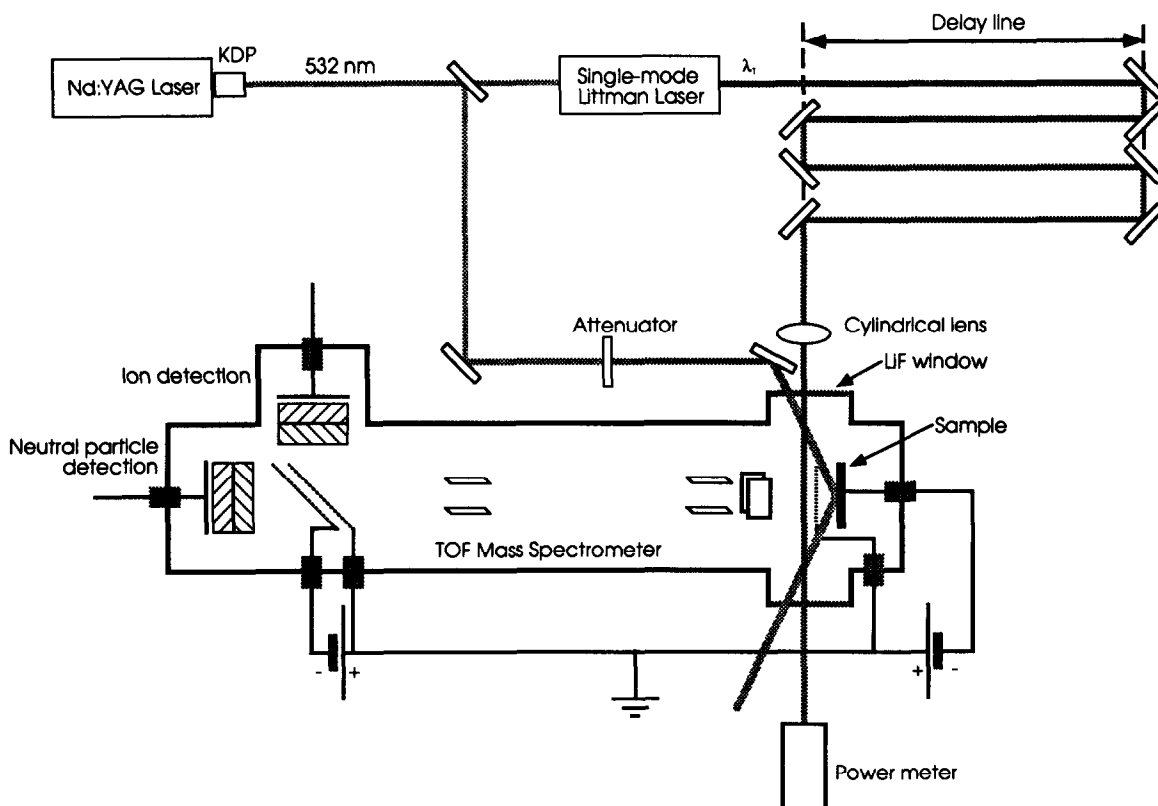 Delay line
KDP
532 nm
Nd:YAG Laser
Single-mode
Littman Laser
λ₁
Attenuator
Cylindrical lens
LiF window
Ion detection
Sample
Neutral particle
detection
TOF Mass Spectrometer
- +
+ -
Power meter